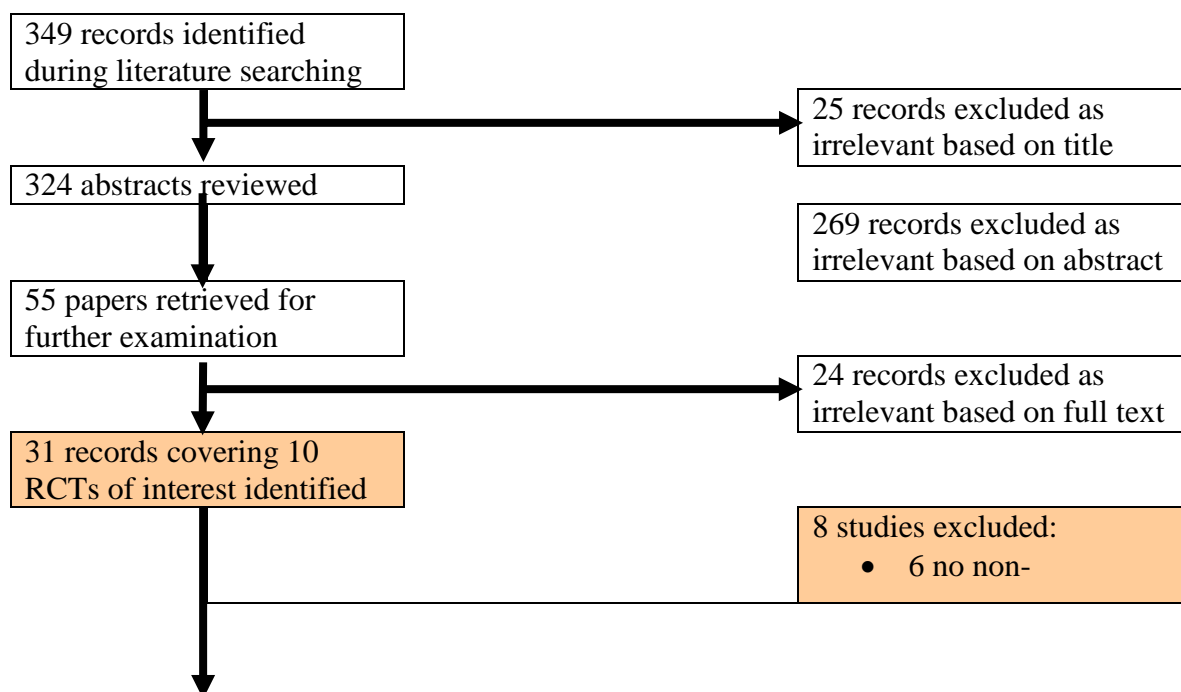 349 records identified
during literature searching
25 records excluded as
irrelevant based on title
324 abstracts reviewed
269 records excluded as
irrelevant based on abstract
55 papers retrieved for
further examination
24 records excluded as
irrelevant based on full text
31 records covering 10
RCTs of interest identified
8 studies excluded:
• 6 no non-